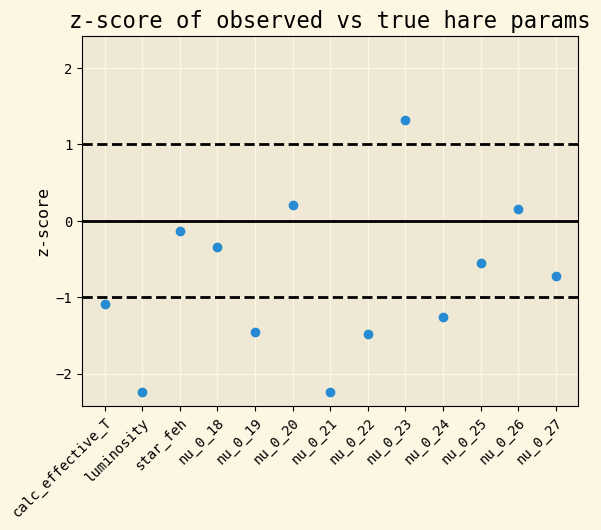 z-score of observed vs true hare params
z-score
2
1
0
−1
−2
calc_effective_T
luminosity
star_feh
nu_0_18
nu_0_19
nu_0_20
nu_0_21
nu_0_22
nu_0_23
nu_0_24
nu_0_25
nu_0_26
nu_0_27